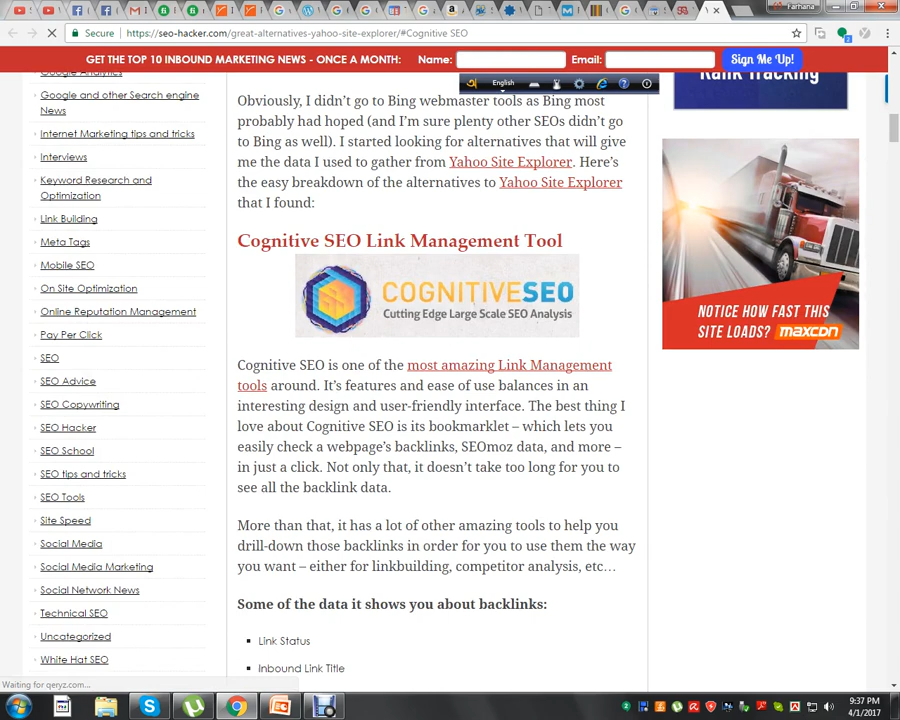 Farhana
Secure
https://seo-hacker.com/great-alternatives-yahoo-site-explorer/#Cognitive SEO
GET THE TOP 10 INBOUND MARKETING NEWS - ONCE A MONTH:
Name:
Email:
Sign Me Up!
English
Google Analytics
Google and other Search engine
News
Internet Marketing tips and tricks
Interviews
Keyword Research and
Optimization
Link Building
Meta Tags
Mobile SEO
On Site Optimization
Online Reputation Management
Pay Per Click
SEO
SEO Advice
SEO Copywriting
SEO Hacker
SEO School
SEO tips and tricks
SEO Tools
Site Speed
Social Media
Social Media Marketing
Social Network News
Technical SEO
Uncategorized
White Hat SEO
Obviously, I didn't go to Bing webmaster tools as Bing most
probably had hoped (and I'm sure plenty other SEOs didn't go
to Bing as well). I started looking for alternatives that will give
me the data I used to gather from Yahoo Site Explorer. Here's
the easy breakdown of the alternatives to Yahoo Site Explorer
that I found:
Cognitive SEO Link Management Tool
COGNITIVESEO
Cutting Edge Large Scale SEO Analysis
Cognitive SEO is one of the most amazing Link Management
tools around. It's features and ease of use balances in an
interesting design and user-friendly interface. The best thing I
love about Cognitive SEO is its bookmarklet – which lets you
easily check a webpage's backlinks, SEOmoz data, and more –
in just a click. Not only that, it doesn't take too long for you to
see all the backlink data.
More than that, it has a lot of other amazing tools to help you
drill-down those backlinks in order for you to use them the way
you want – either for linkbuilding, competitor analysis, etc…
Some of the data it shows you about backlinks:
Link Status
Inbound Link Title
Rank Tracking
NOTICE HOW FAST THIS
SITE LOADS? maxcdn
Waiting for qeryz.com...
9:37 PM
4/1/2017